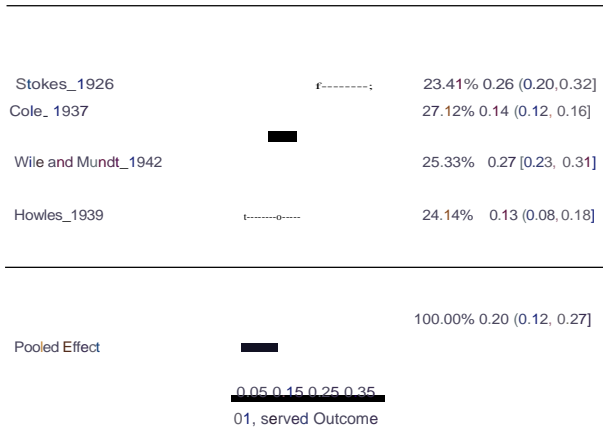 Stokes_1926 f--------; 23.41% 0.26 (0.20,0.32]
Cole_ 1937 27.12% 0.14 (0.12, 0.16]
Wile and Mundt_1942 25.33% 0.27 [0.23, 0.31]
Howles_1939 t--------o----- 24.14% 0.13 (0.08,0.18]
100.00% 0.20 (0.12, 0.27]
Pooled Effect
0.05 0.15 0.25 0.35
01, served Outcome